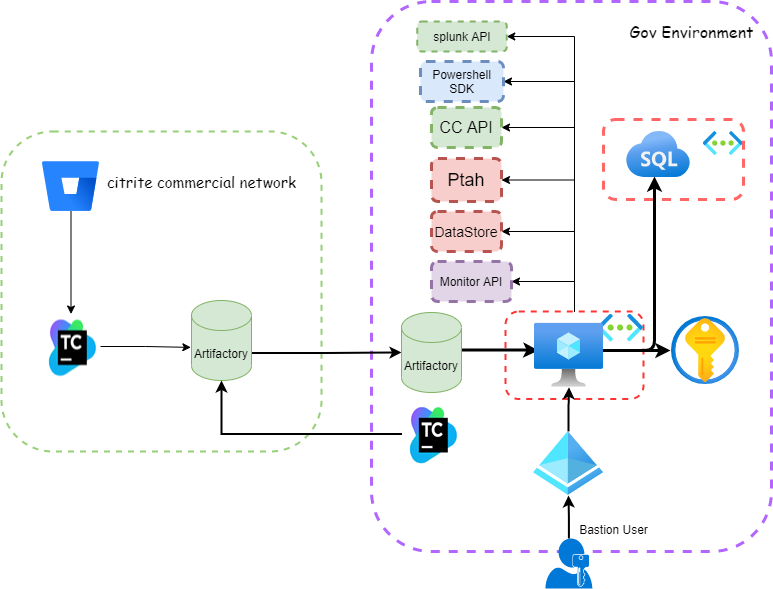 Gov Environment
splunk API
Powershell
SDK
CC API
SQL
citrite commercial network
Ptah
DataStore
Monitor API
TC
Artifactory
Artifactory
TC
Bastion User